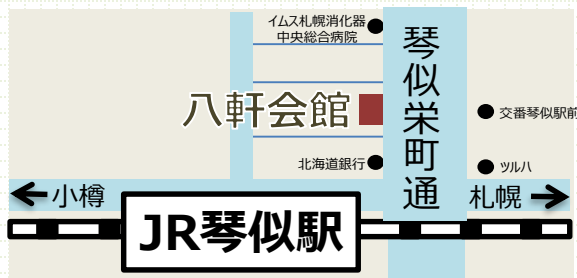 イムス札幌消化器
中央総合病院
琴似栄町通
八軒会館
交番琴似駅前
北海道銀行
ツルハ
小樽
札幌
JR琴似駅